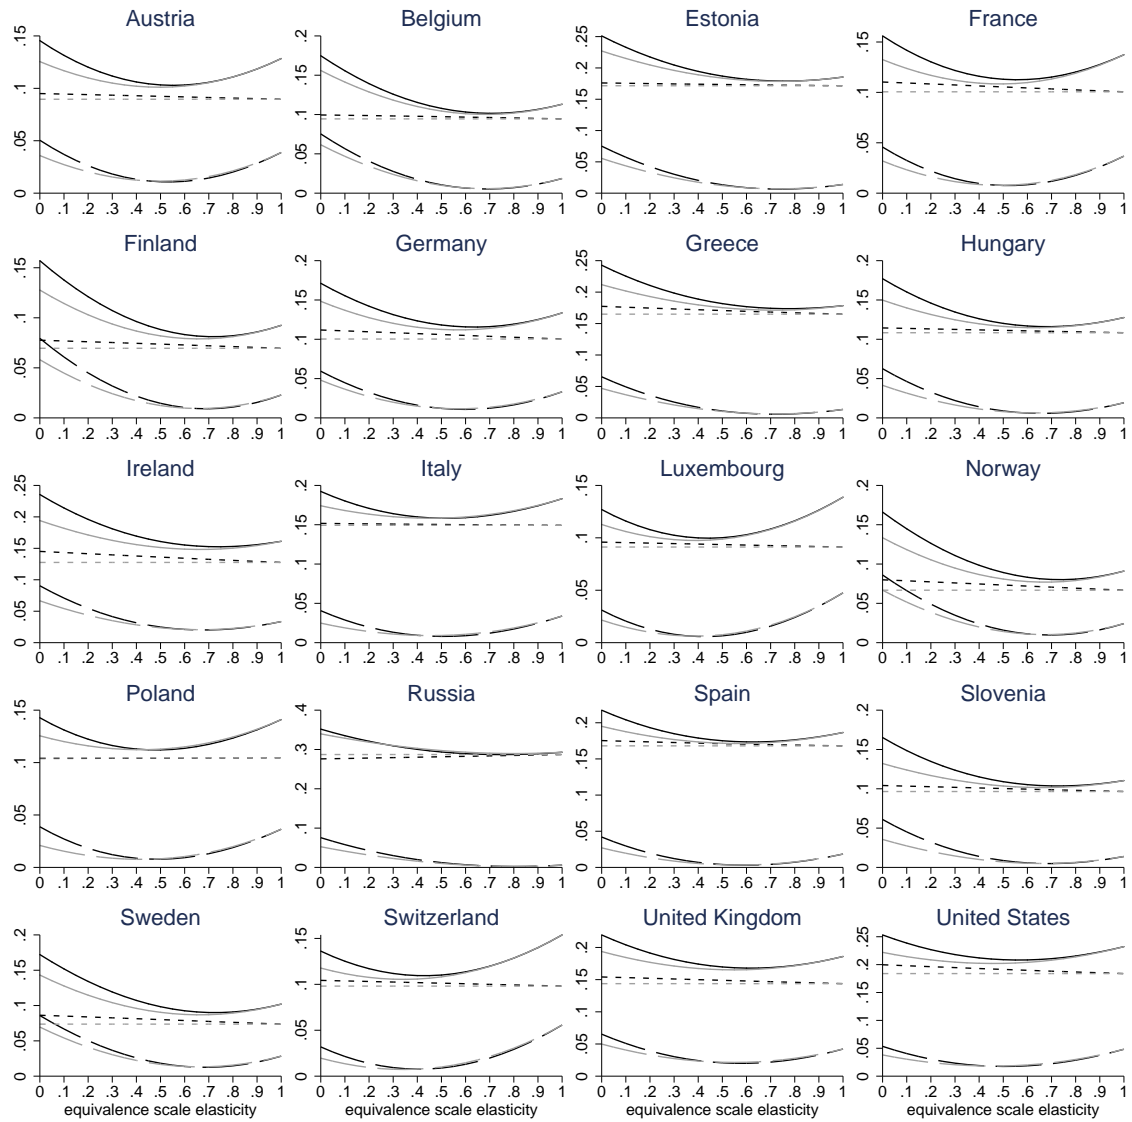 Austria
0 .05 .1 .15
0 .1 .2 .3 .4 .5 .6 .7 .8 .9 1
Belgium
0 .05 .1 .15 .2
0 .1 .2 .3 .4 .5 .6 .7 .8 .9 1
Estonia
0 .05 .1 .15 .2 .25
0 .1 .2 .3 .4 .5 .6 .7 .8 .9 1
France
0 .05 .1 .15
0 .1 .2 .3 .4 .5 .6 .7 .8 .9 1
Finland
0 .05 .1 .15
0 .1 .2 .3 .4 .5 .6 .7 .8 .9 1
Germany
0 .05 .1 .15 .2
0 .1 .2 .3 .4 .5 .6 .7 .8 .9 1
Greece
0 .05 .1 .15 .2 .25
0 .1 .2 .3 .4 .5 .6 .7 .8 .9 1
Hungary
0 .05 .1 .15 .2
0 .1 .2 .3 .4 .5 .6 .7 .8 .9 1
Ireland
0 .05 .1 .15 .2 .25
0 .1 .2 .3 .4 .5 .6 .7 .8 .9 1
Italy
0 .05 .1 .15 .2
0 .1 .2 .3 .4 .5 .6 .7 .8 .9 1
Luxembourg
0 .05 .1 .15
0 .1 .2 .3 .4 .5 .6 .7 .8 .9 1
Norway
0 .05 .1 .15 .2
0 .1 .2 .3 .4 .5 .6 .7 .8 .9 1
Poland
0 .05 .1 .15
0 .1 .2 .3 .4 .5 .6 .7 .8 .9 1
Russia
0 .1 .2 .3 .4
0 .1 .2 .3 .4 .5 .6 .7 .8 .9 1
Spain
0 .05 .1 .15 .2
0 .1 .2 .3 .4 .5 .6 .7 .8 .9 1
Slovenia
0 .05 .1 .15 .2
0 .1 .2 .3 .4 .5 .6 .7 .8 .9 1
Sweden
0 .05 .1 .15 .2
0 .1 .2 .3 .4 .5 .6 .7 .8 .9 1
equivalence scale elasticity
Switzerland
0 .05 .1 .15
0 .1 .2 .3 .4 .5 .6 .7 .8 .9 1
equivalence scale elasticity
United Kingdom
0 .05 .1 .15 .2
0 .1 .2 .3 .4 .5 .6 .7 .8 .9 1
equivalence scale elasticity
United States
0 .05 .1 .15 .2 .25
0 .1 .2 .3 .4 .5 .6 .7 .8 .9 1
equivalence scale elasticity